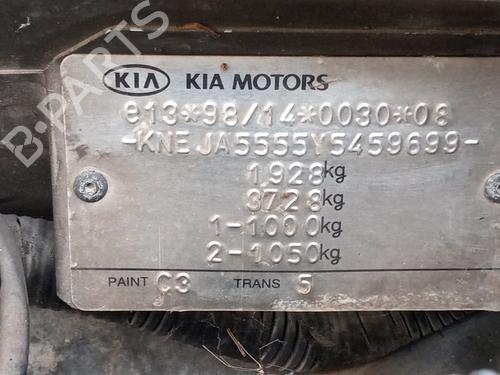 KIA KIA MOTORS
e13*98/14*0030*08
-KNEJA5555Y5459699-
1928kg
3728kg
1-1000kg
2-1050kg
PAINT C3 TRANS 5